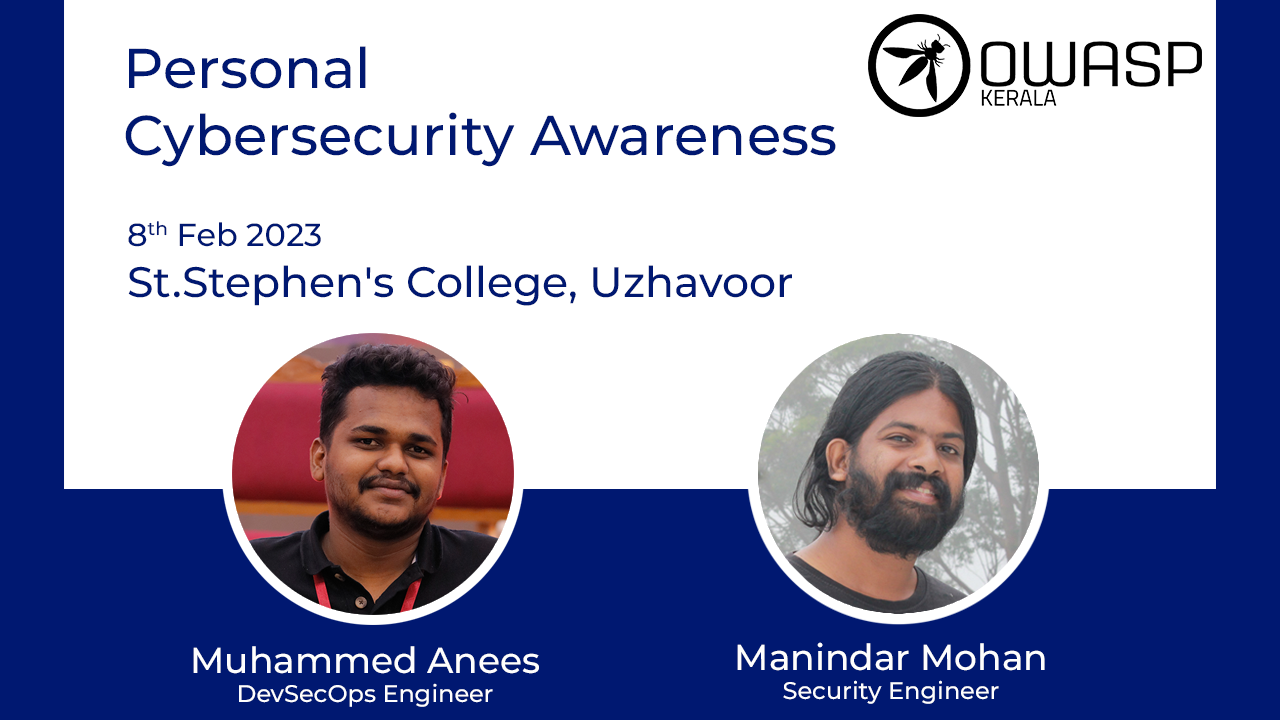 Personal
Cybersecurity Awareness
OWASP
KERALA
8th Feb 2023
St.Stephen's College, Uzhavoor
Muhammed Anees
DevSecOps Engineer
Manindar Mohan
Security Engineer